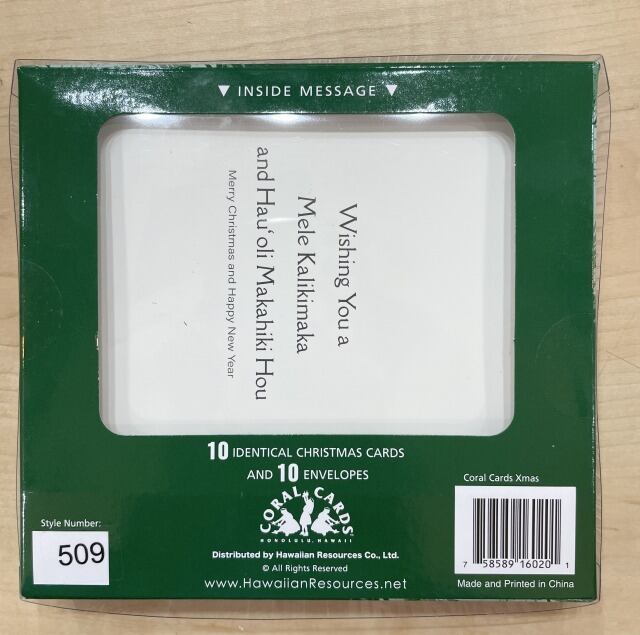 ▼ INSIDE MESSAGE ▼
Wishing You a
Mele Kalikimaka
and Hauʻoli Makahiki Hou
Merry Christmas and Happy New Year
10 IDENTICAL CHRISTMAS CARDS
AND 10 ENVELOPES
CORAL CARDS
HONOLULU, HAWAII
Distributed by Hawaiian Resources Co., Ltd.
© All Rights Reserved
www.HawaiianResources.net
Style Number:
509
Coral Cards Xmas
7 58589 16020 1
Made and Printed in China